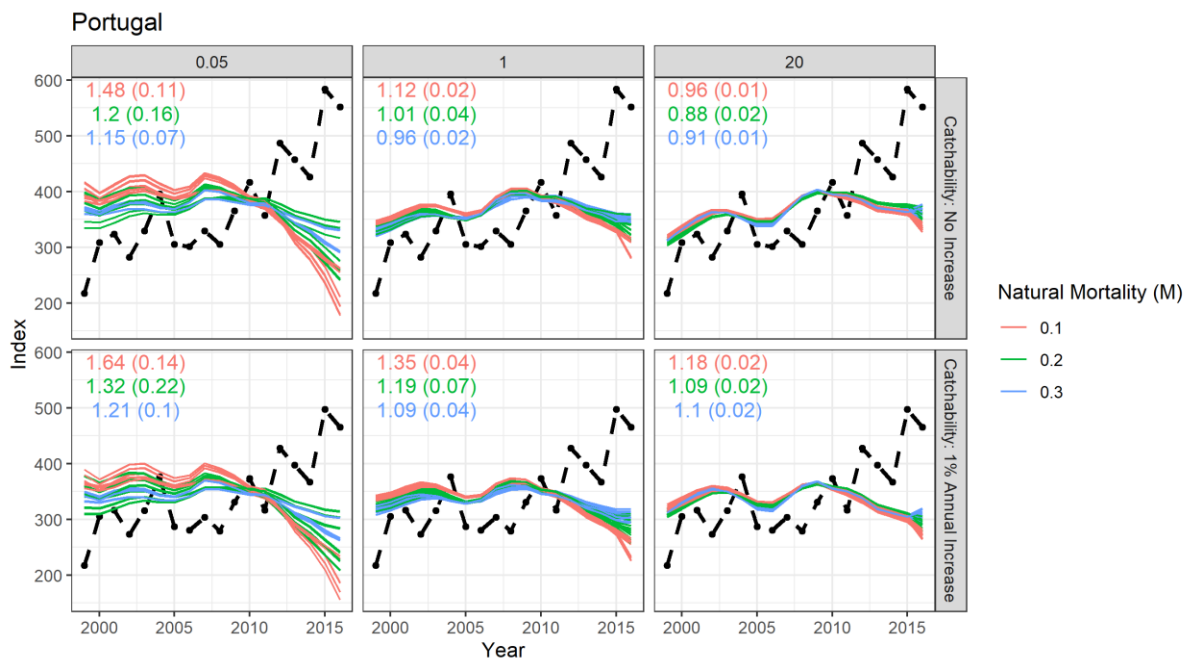 Portugal
0.05 1 20
600
500
400
300
200
1.48 (0.11) 1.12 (0.02) 0.96 (0.01)
1.2 (0.16) 1.01 (0.04) 0.88 (0.02)
1.15 (0.07) 0.96 (0.02) 0.91 (0.01)
Catchability: No Increase
Index
600
500
400
300
200
1.64 (0.14) 1.35 (0.04) 1.18 (0.02)
1.32 (0.22) 1.19 (0.07) 1.09 (0.02)
1.21 (0.1) 1.09 (0.04) 1.1 (0.02)
Catchability: 1% Annual Increase
2000 2005 2010 2015 2000 2005 2010 2015 2000 2005 2010 2015
Year
Natural Mortality (M)
0.1
0.2
0.3